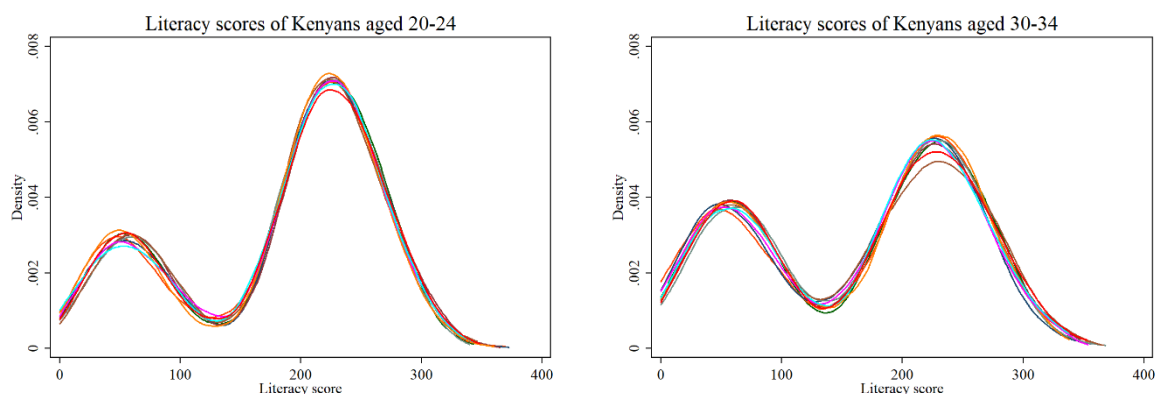 Literacy scores of Kenyans aged 20-24
.008
.006
.004
.002
0
Density
0 100 200 300 400
Literacy score
Literacy scores of Kenyans aged 30-34
.008
.006
.004
.002
0
Density
0 100 200 300 400
Literacy score